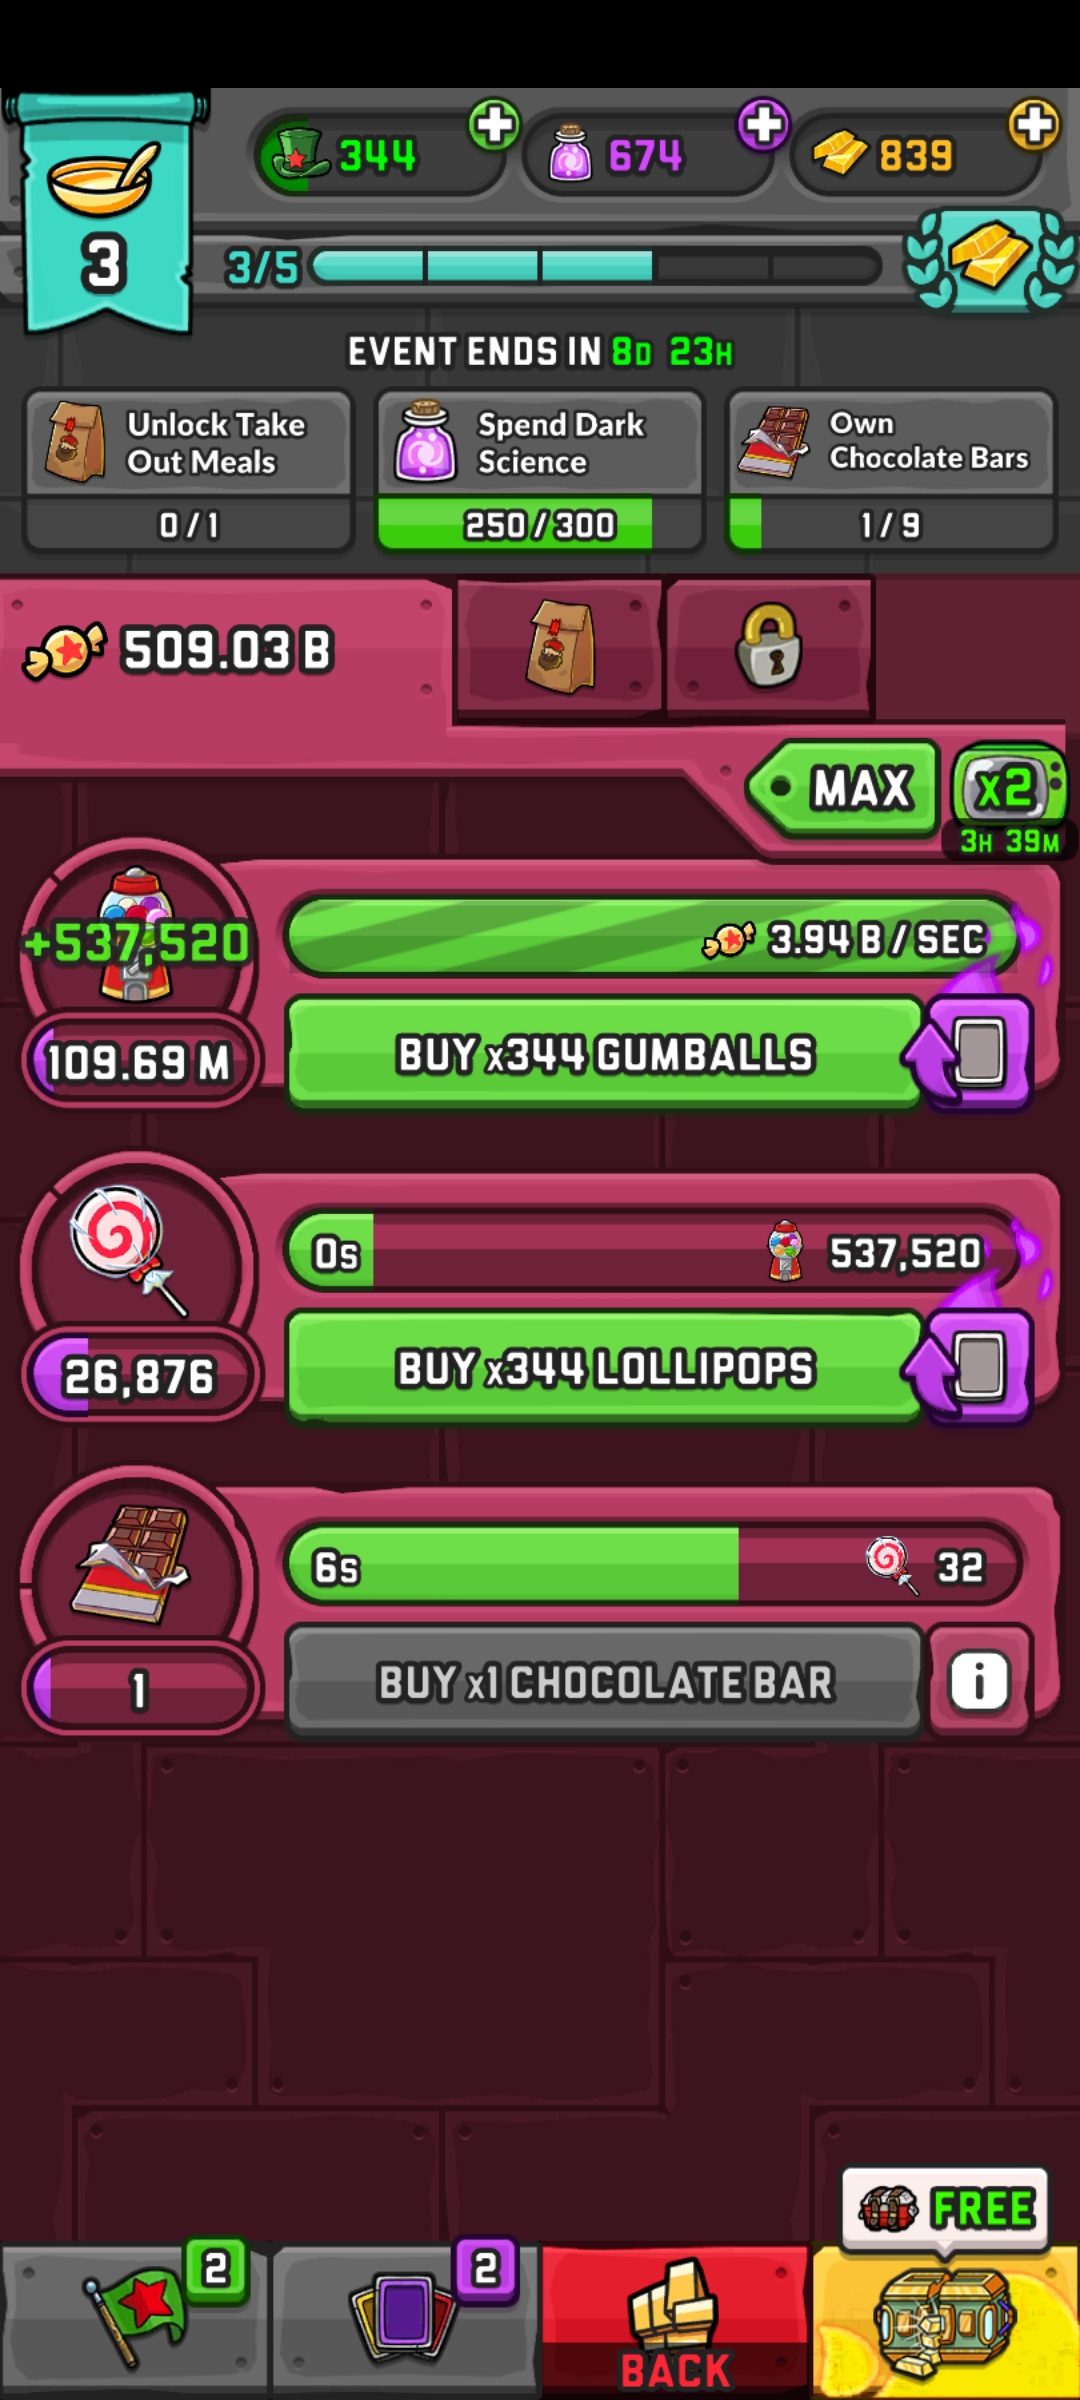 344
674
839
3
3/5
EVENT ENDS IN 8D 23H
Unlock Take
Out Meals
0/1
Spend Dark
Science
250/300
Own
Chocolate Bars
1/9
509.03 B
MAX
x2
3H 39M
+537,520
3.94 B / SEC
109.69 M
BUY x344 GUMBALLS
0s
537,520
26,876
BUY x344 LOLLIPOPS
6s
32
1
BUY x1 CHOCOLATE BAR
i
FREE
2
2
BACK